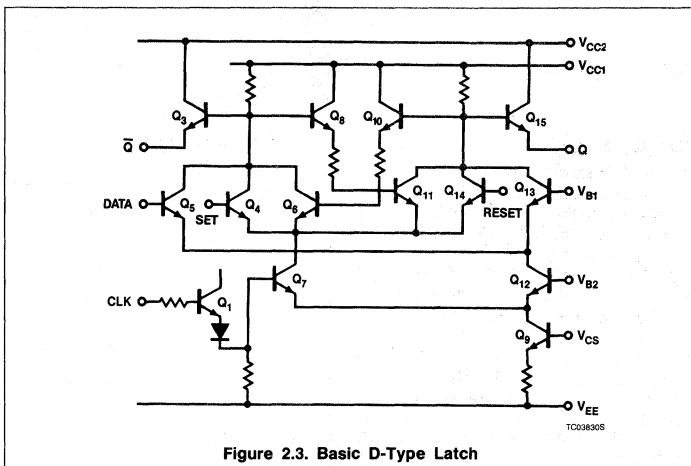 V_CC2
V_CC1
Q_3
Q_8
Q_10
Q_15
Q̅
Q
DATA
Q_5
SET
Q_4
Q_6
Q_11
Q_14
RESET
Q_13
V_B1
Q_7
Q_12
V_B2
CLK
Q_1
Q_9
V_CS
V_EE
TC03830S
Figure 2.3. Basic D-Type Latch